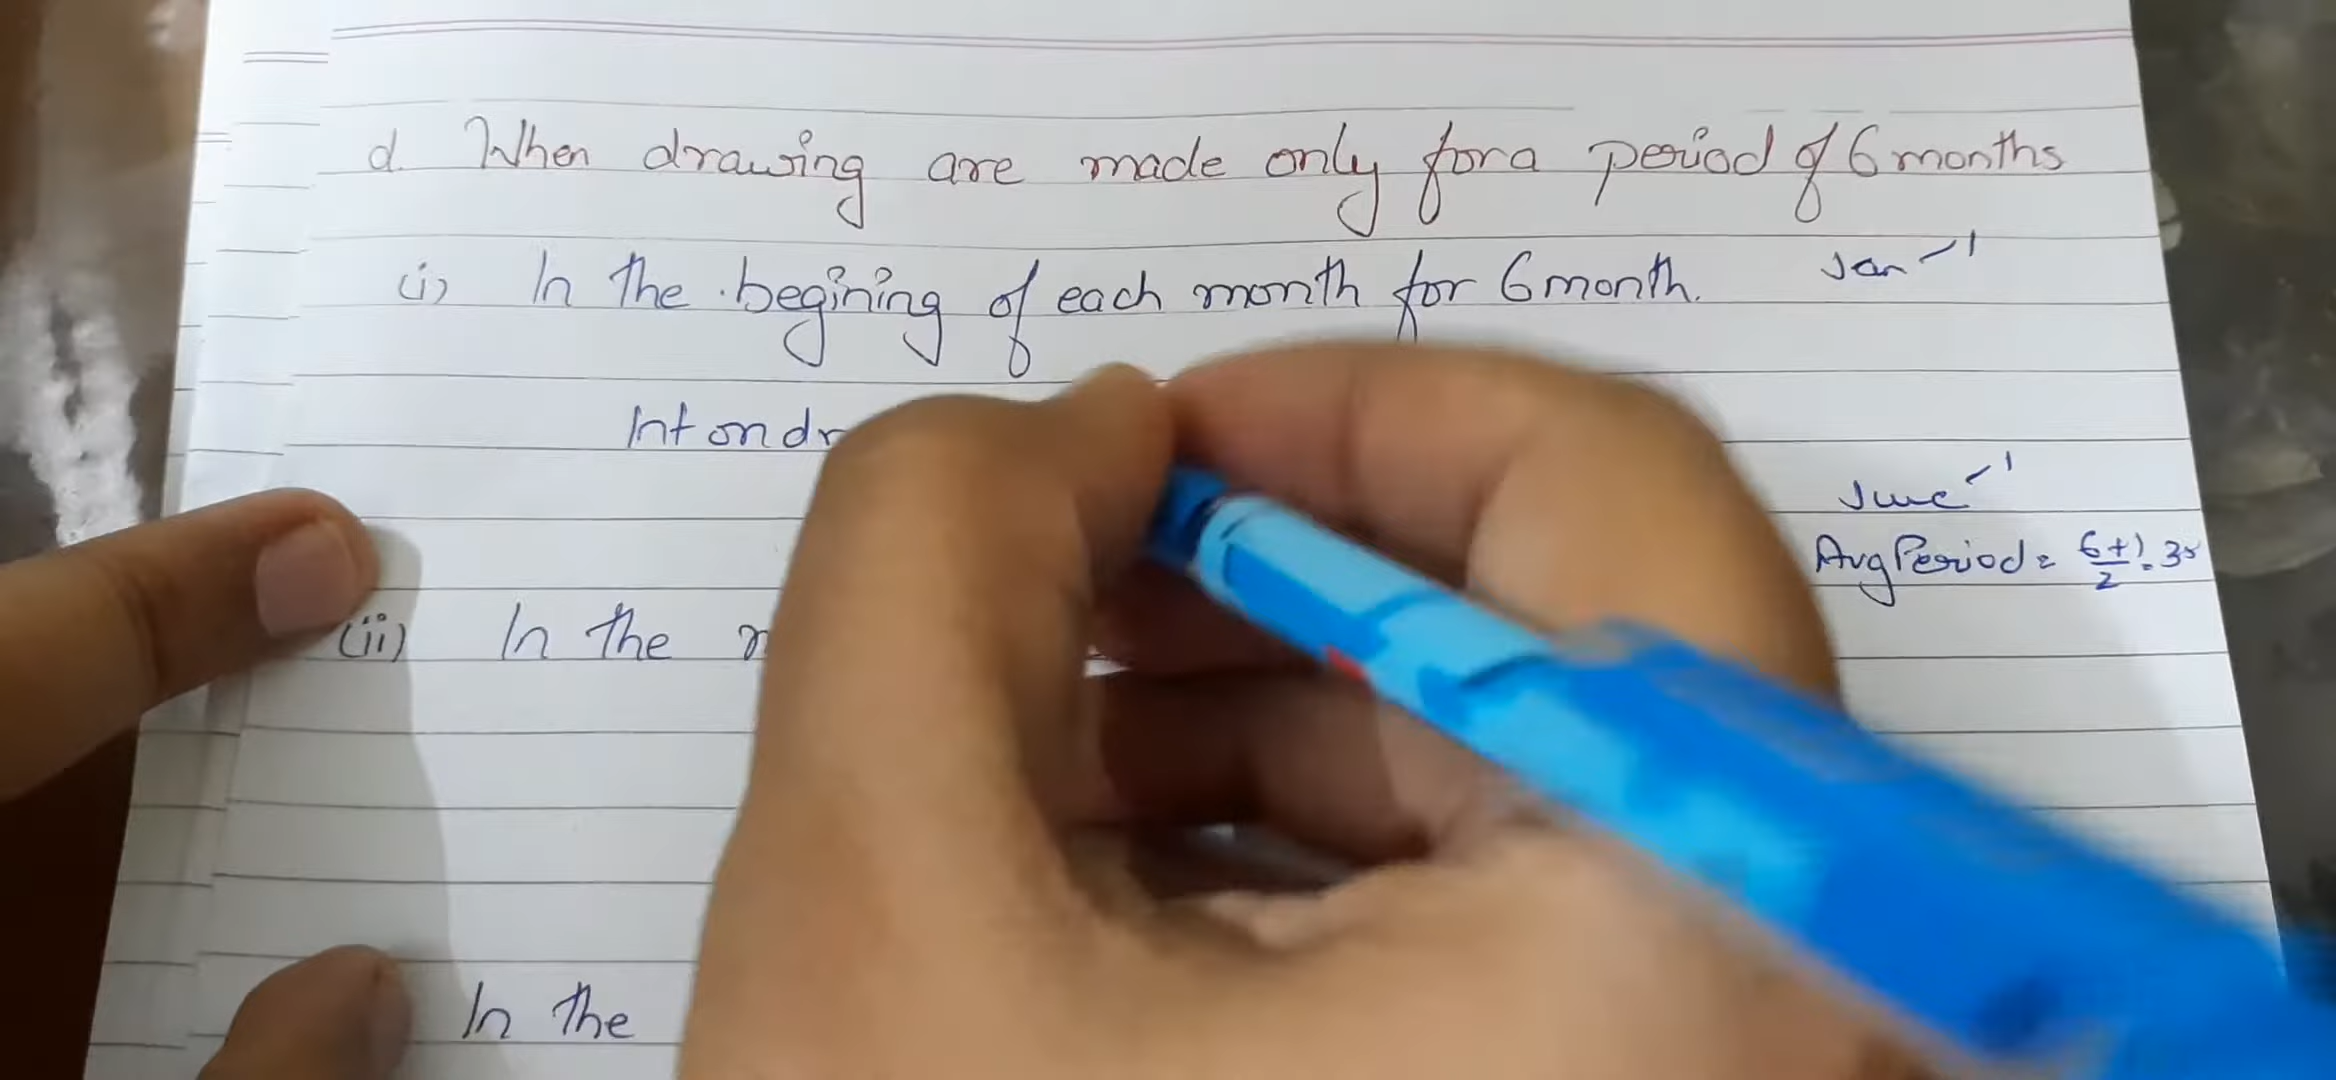 d. When drawing are made only for a period of 6 months
(i) In the begining of each month for 6 month.
Jan - 1
Int on dr
June - 1
Avg Period = 6+1/2 = 3.5
(ii) In the
In the